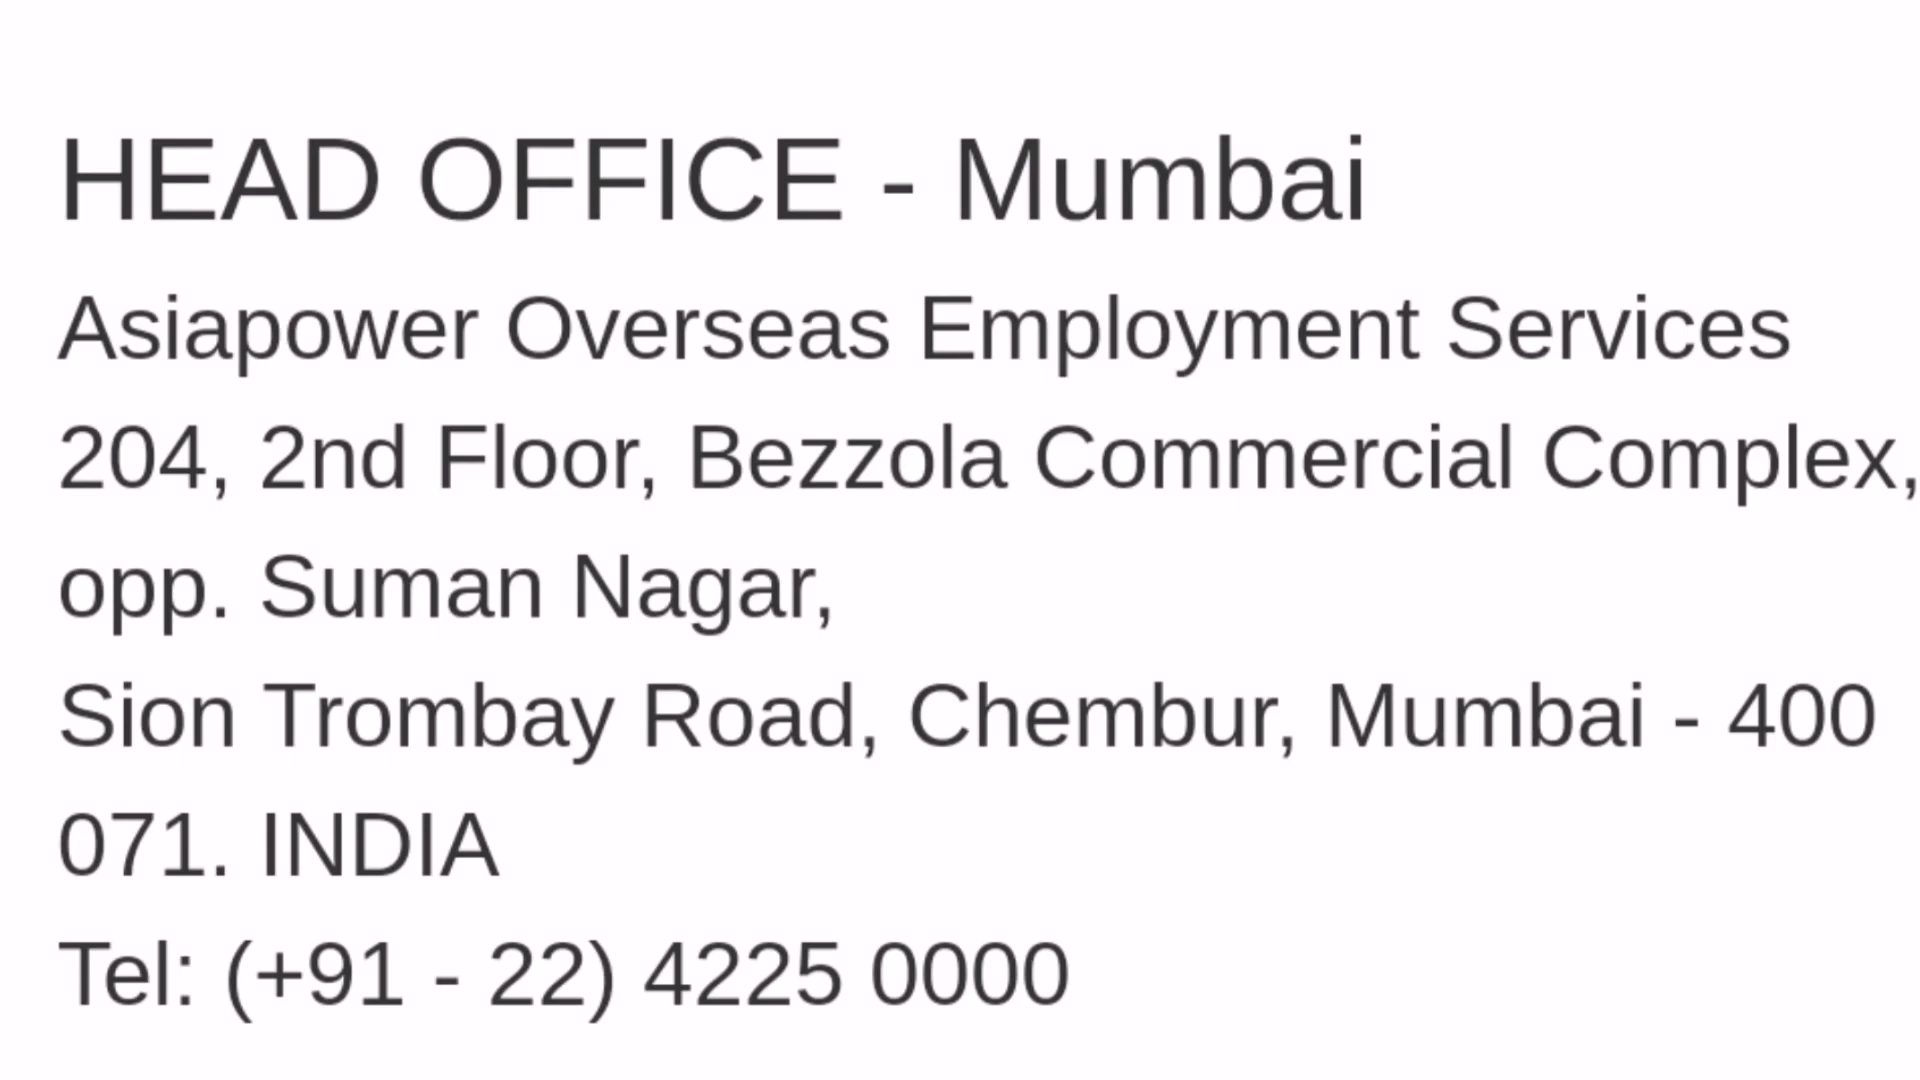 HEAD OFFICE - Mumbai
Asiapower Overseas Employment Services
204, 2nd Floor, Bezzola Commercial Complex,
opp. Suman Nagar,
Sion Trombay Road, Chembur, Mumbai - 400
071. INDIA
Tel: (+91 - 22) 4225 0000